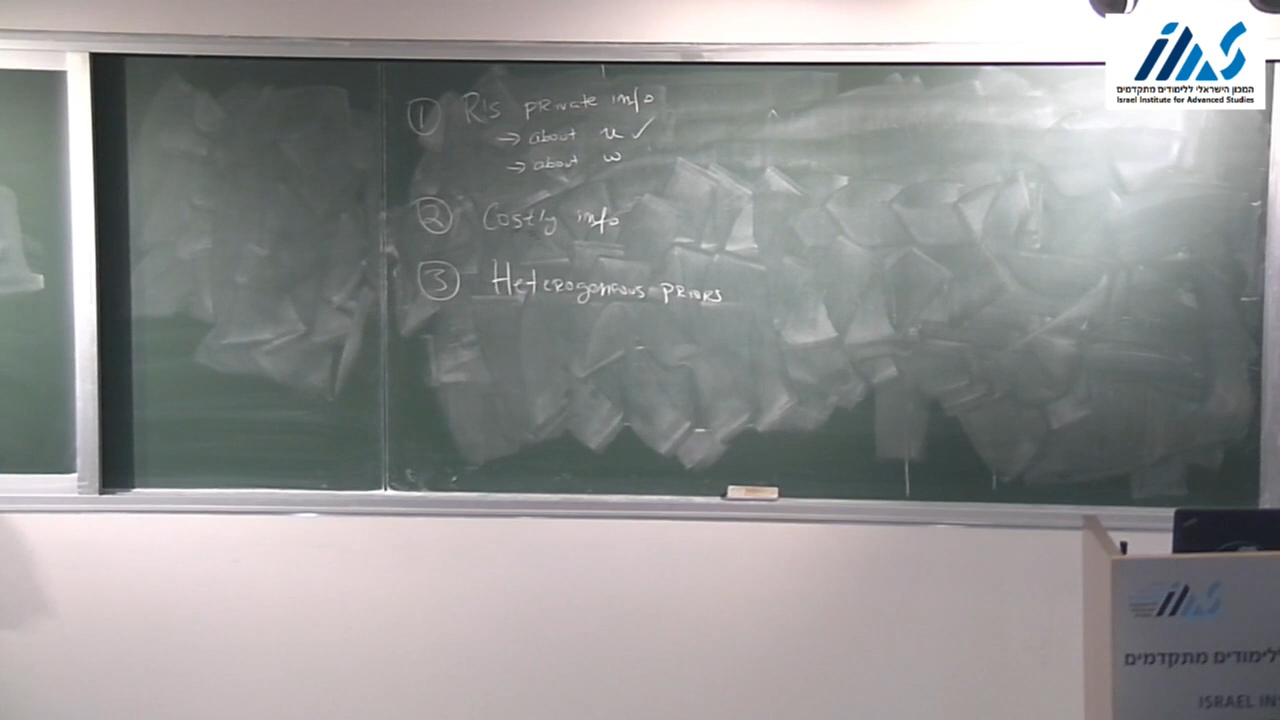 ① R's private info
→ about u ✓
→ about w
② Costly info
③ Heterogeneous priors
המכון הישראלי ללימודים מתקדמים
Israel Institute for Advanced Studies
ללימודים מתקדמים
ISRAEL IN